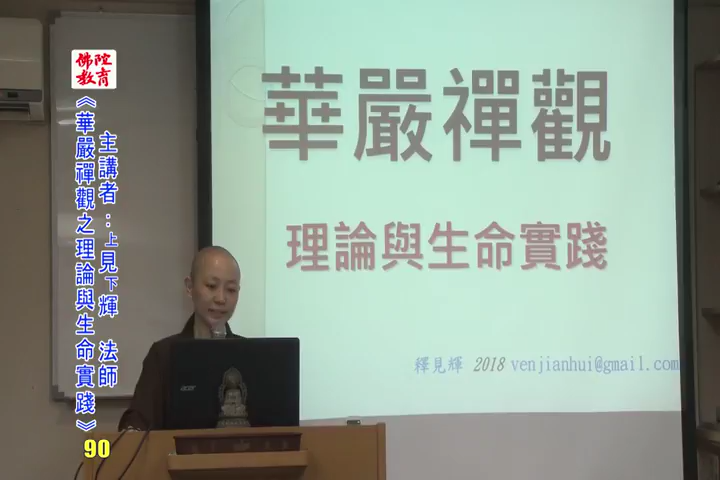 佛陀
教育
主講者：上見下輝 法師
《華嚴禪觀之理論與生命實踐》
90
華嚴禪觀
理論與生命實踐
釋見輝 2018 venjianhui@gmail.com
acer